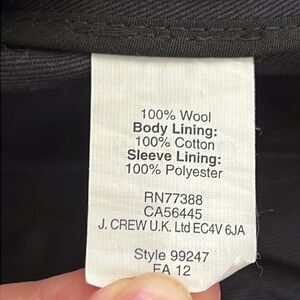 100% Wool
Body Lining:
100% Cotton
Sleeve Lining:
100% Polyester
RN77388
CA56445
J. CREW U.K. Ltd EC4V 6JA
Style 99247
FA 12